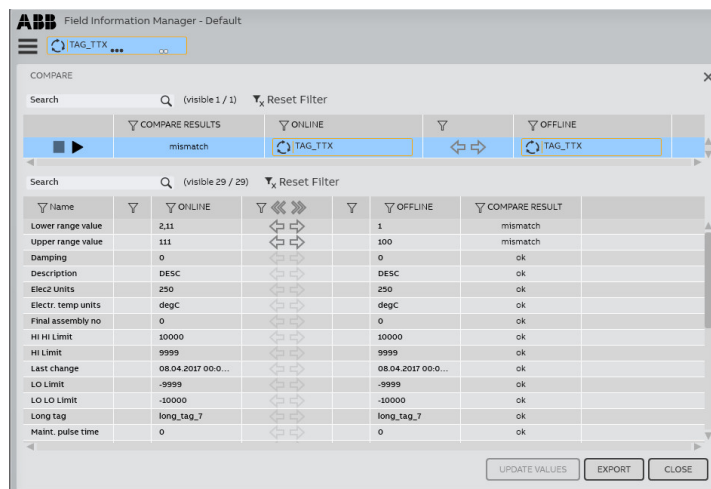 ABB Field Information Manager - Default
TAG_TTX
COMPARE
Search (visible 1 / 1) Reset Filter
COMPARE RESULTS ONLINE OFFLINE
mismatch TAG_TTX TAG_TTX
Search (visible 29 / 29) Reset Filter
Name ONLINE OFFLINE COMPARE RESULT
Lower range value 2,11 1 mismatch
Upper range value 111 100 mismatch
Damping 0 0 ok
Description DESC DESC ok
Elec2 Units 250 250 ok
Electr. temp units degC degC ok
Final assembly no 0 0 ok
HI HI Limit 10000 10000 ok
HI Limit 9999 9999 ok
Last change 08.04.2017 00:0... 08.04.2017 00:0... ok
LO Limit -9999 -9999 ok
LO LO Limit -10000 -10000 ok
Long tag long_tag_7 long_tag_7 ok
Maint. pulse time 0 0 ok
UPDATE VALUES EXPORT CLOSE